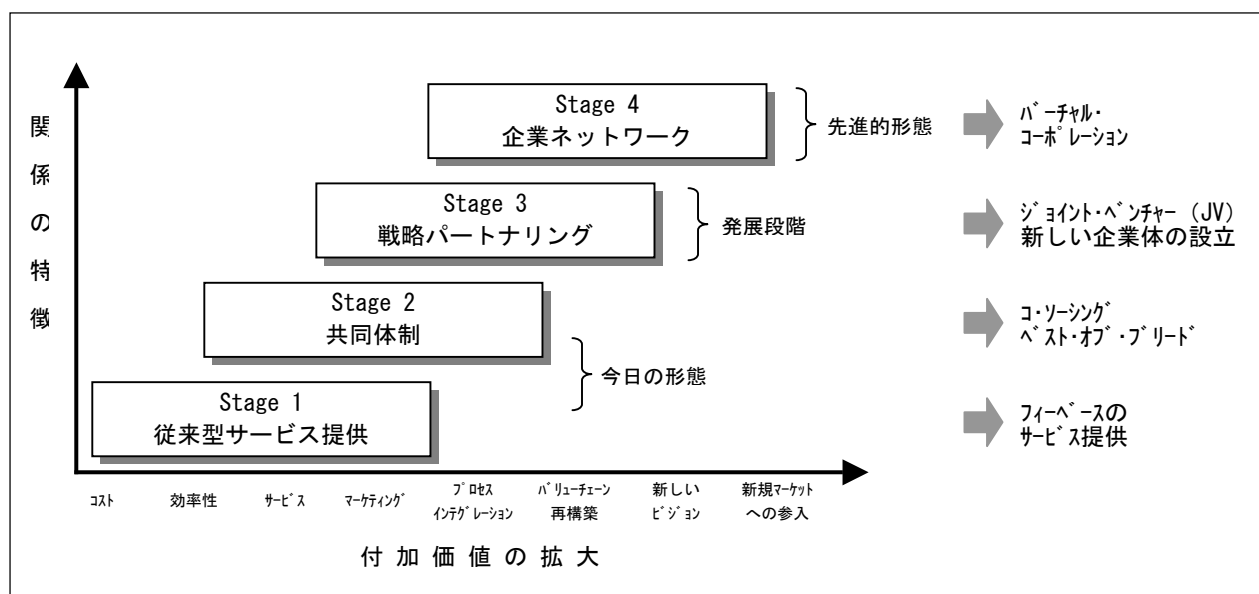 関係の特徴
Stage 4
企業ネットワーク
先進的形態
ﾊﾞｰﾁｬﾙ・
ｺｰﾎﾟﾚｰｼｮﾝ
Stage 3
戦略パートナリング
発展段階
ｼﾞｮｲﾝﾄ・ﾍﾞﾝﾁｬｰ (JV)
新しい企業体の設立
Stage 2
共同体制
今日の形態
ｺ・ｿｰｼﾝｸﾞ
ﾍﾞｽﾄ・ｵﾌﾞ・ﾌﾞﾘｰﾄﾞ
Stage 1
従来型サービス提供
ﾌｨｰﾍﾞｰｽの
ｻｰﾋﾞｽ提供
ｺｽﾄ
効率性
ｻｰﾋﾞｽ
ﾏｰｹﾃｨﾝｸﾞ
ﾌﾟﾛｾｽ
ｲﾝﾃｸﾞﾚｰｼｮﾝ
ﾊﾞﾘｭｰﾁｪｰﾝ
再構築
新しい
ﾋﾞｼﾞｮﾝ
新規ﾏｰｹｯﾄ
への参入
付加価値の拡大